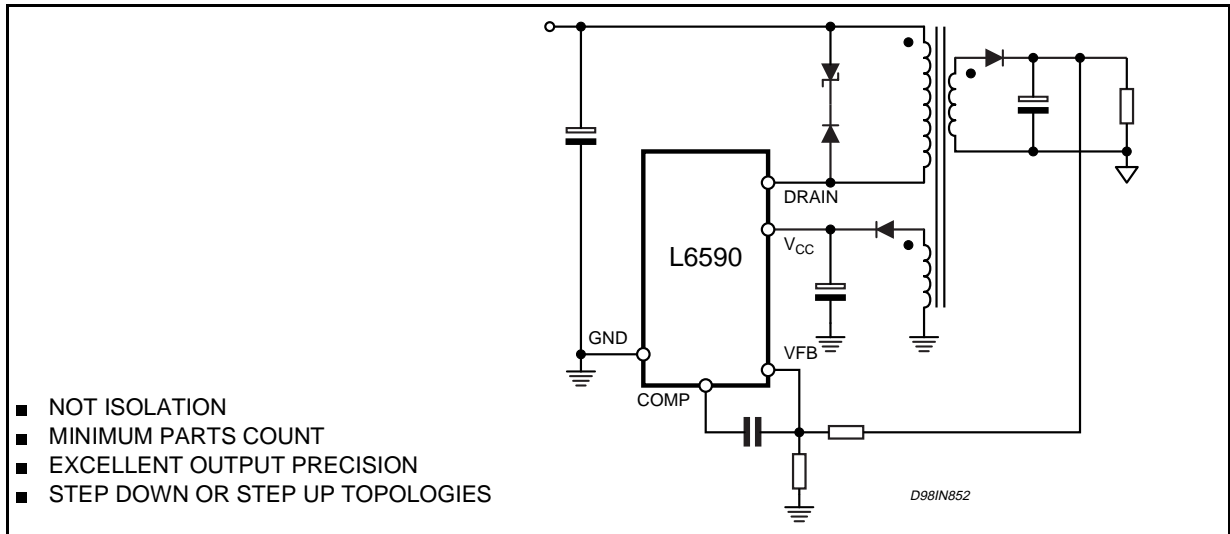 DRAIN
V_CC
L6590
GND
VFB
COMP
■ NOT ISOLATION
■ MINIMUM PARTS COUNT
■ EXCELLENT OUTPUT PRECISION
■ STEP DOWN OR STEP UP TOPOLOGIES
D98IN852